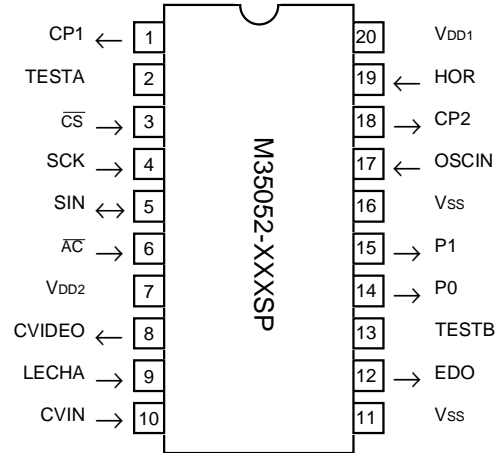 CP1 ← 1 20 VDD1
TESTA 2 19 ← HOR
C̅S̅ → 3 18 → CP2
SCK → 4 17 ← OSCIN
SIN ↔ 5 16 VSS
A̅C̅ → 6 15 → P1
VDD2 7 14 → P0
CVIDEO ← 8 13 TESTB
LECHA → 9 12 → EDO
CVIN → 10 11 VSS
M35052-XXXSP